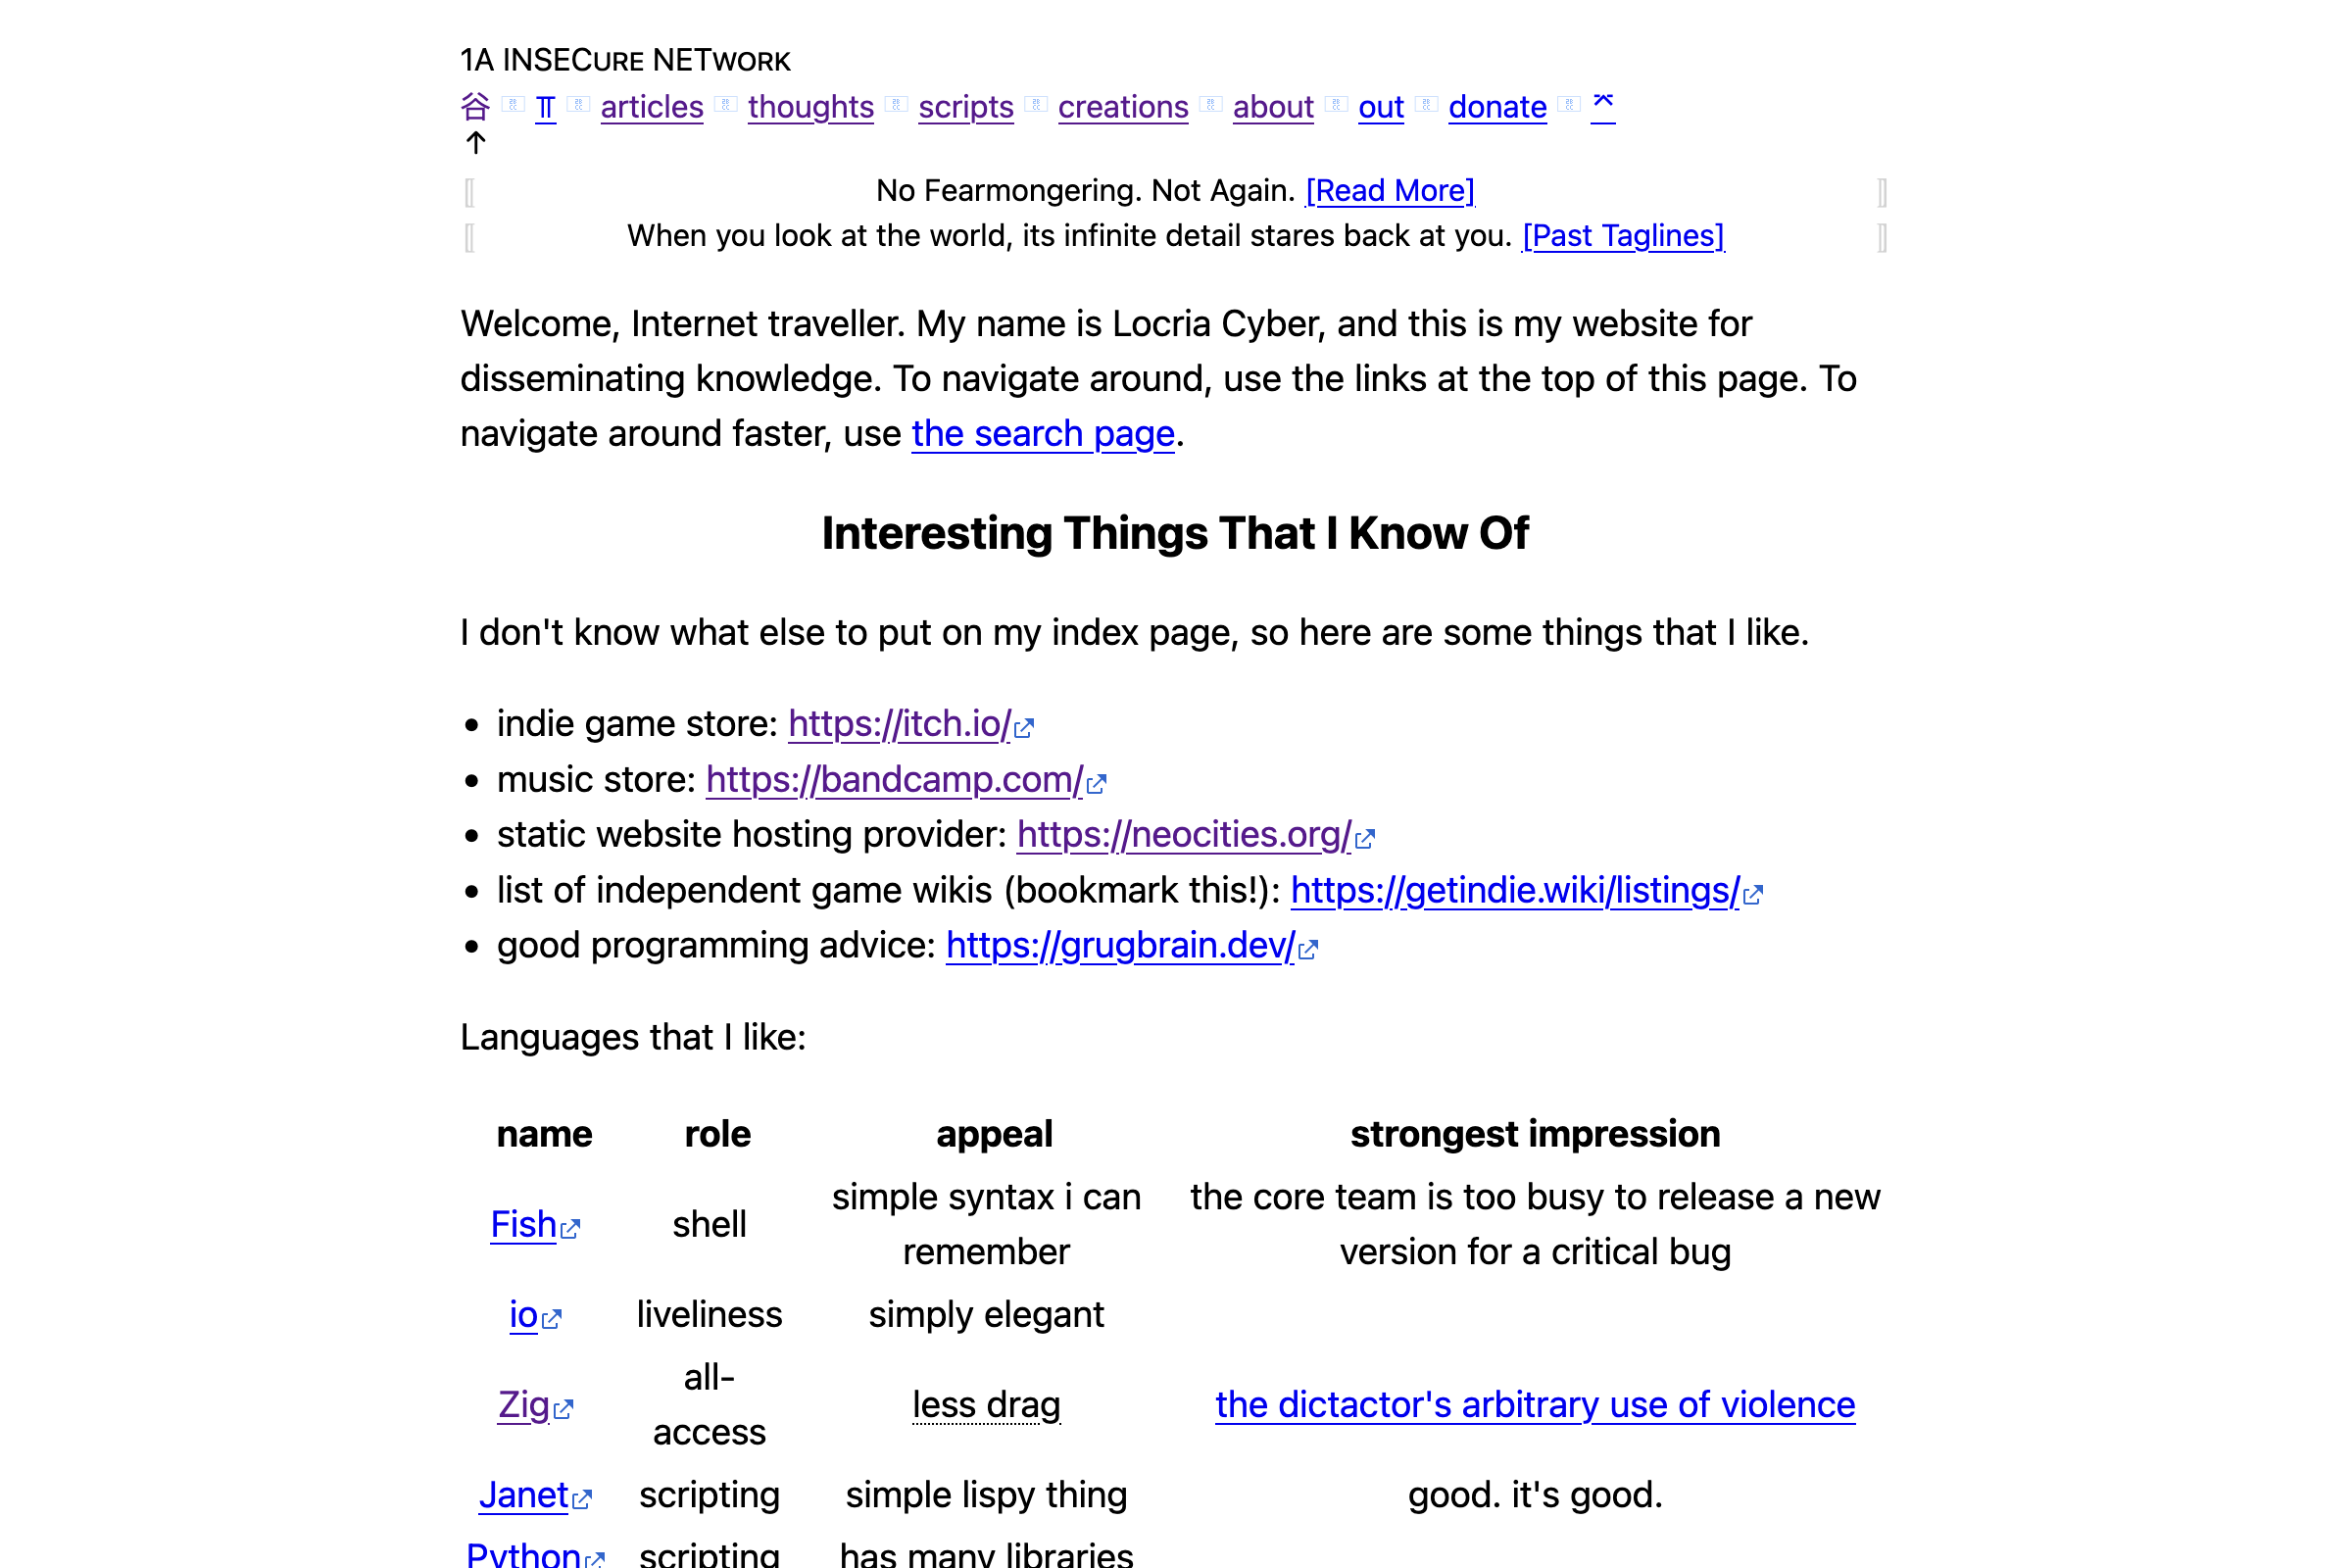 1A INSECURE NETWORK
谷 ⫪ articles thoughts scripts creations about out donate ⌤
↑
⟦ No Fearmongering. Not Again. [Read More] ⟧
⟦ When you look at the world, its infinite detail stares back at you. [Past Taglines] ⟧
Welcome, Internet traveller. My name is Locria Cyber, and this is my website for
disseminating knowledge. To navigate around, use the links at the top of this page. To
navigate around faster, use the search page.
Interesting Things That I Know Of
I don't know what else to put on my index page, so here are some things that I like.
• indie game store: https://itch.io/
• music store: https://bandcamp.com/
• static website hosting provider: https://neocities.org/
• list of independent game wikis (bookmark this!): https://getindie.wiki/listings/
• good programming advice: https://grugbrain.dev/
Languages that I like:
name role appeal strongest impression
Fish shell simple syntax i can remember the core team is too busy to release a new version for a critical bug
io liveliness simply elegant
Zig all-access less drag the dictactor's arbitrary use of violence
Janet scripting simple lispy thing good. it's good.
Python scripting has many libraries